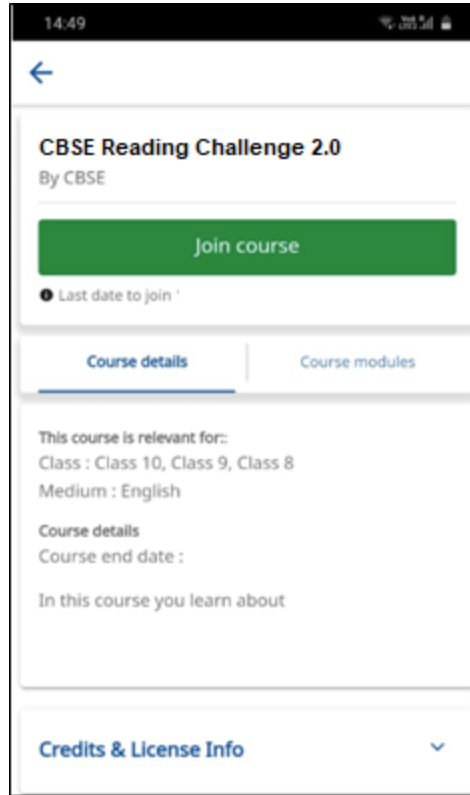 14:49
CBSE Reading Challenge 2.0
By CBSE
Join course
Last date to join
Course details
Course modules
This course is relevant for::
Class : Class 10, Class 9, Class 8
Medium : English
Course details
Course end date :
In this course you learn about
Credits & License Info